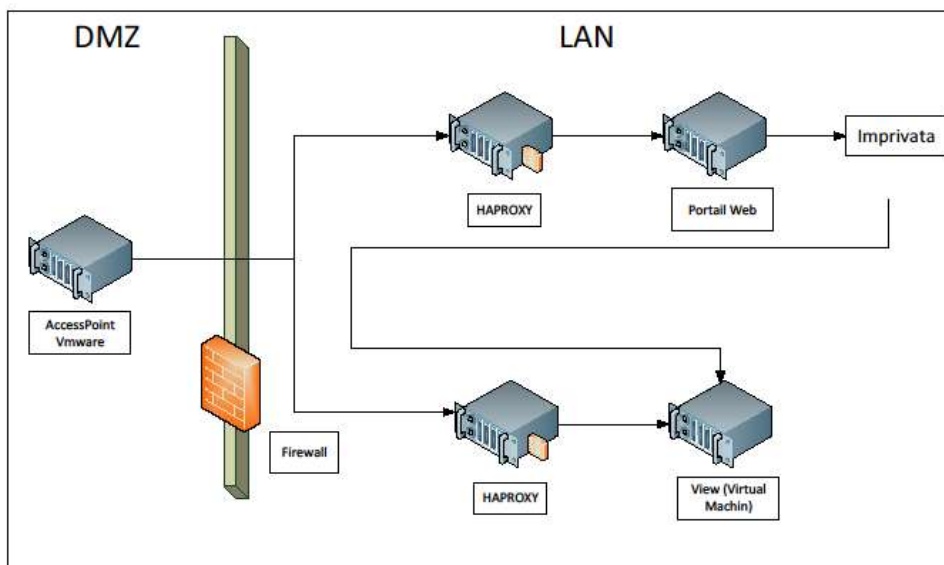 DMZ
LAN
Imprivata
HAPROXY
Portail Web
AccessPoint
Vmware
Firewall
HAPROXY
View (Virtual
Machin)